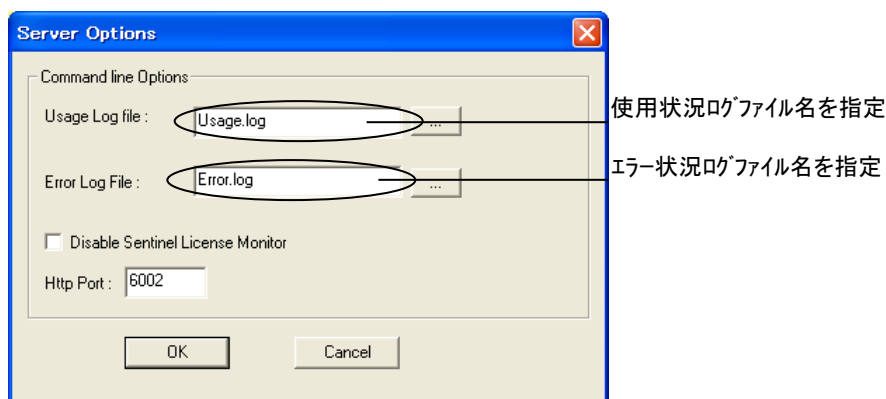 Server Options
Command line Options
Usage Log file :
Usage.log
...
使用状況ﾛｸﾞﾌｧｲﾙ名を指定
Error Log File :
Error.log
...
ｴﾗｰ状況ﾛｸﾞﾌｧｲﾙ名を指定
Disable Sentinel License Monitor
Http Port :
6002
OK
Cancel